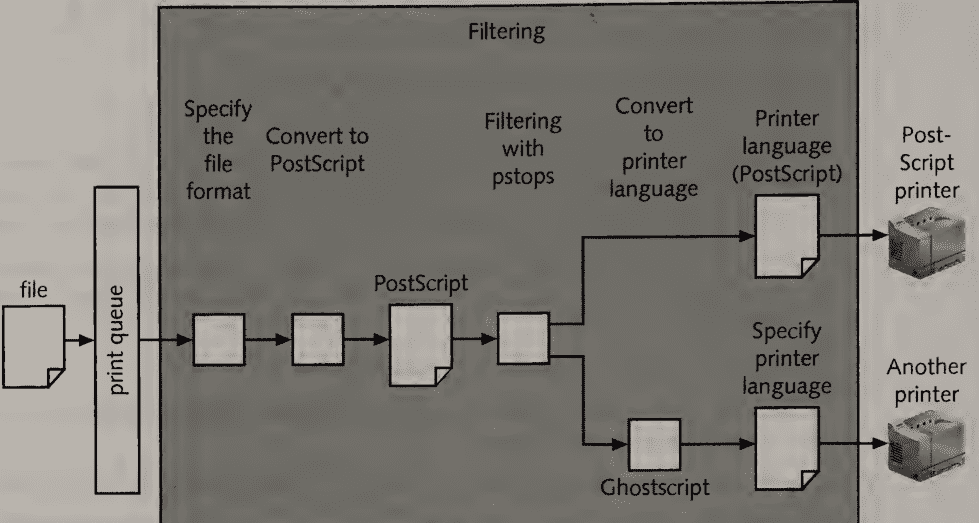 Filtering
Specify
the
file
format
Convert to
PostScript
Filtering
with
pstops
Convert
to
printer
language
Printer
language
(PostScript)
Post-
Script
printer
file
print queue
PostScript
Specify
printer
language
Another
printer
Ghostscript